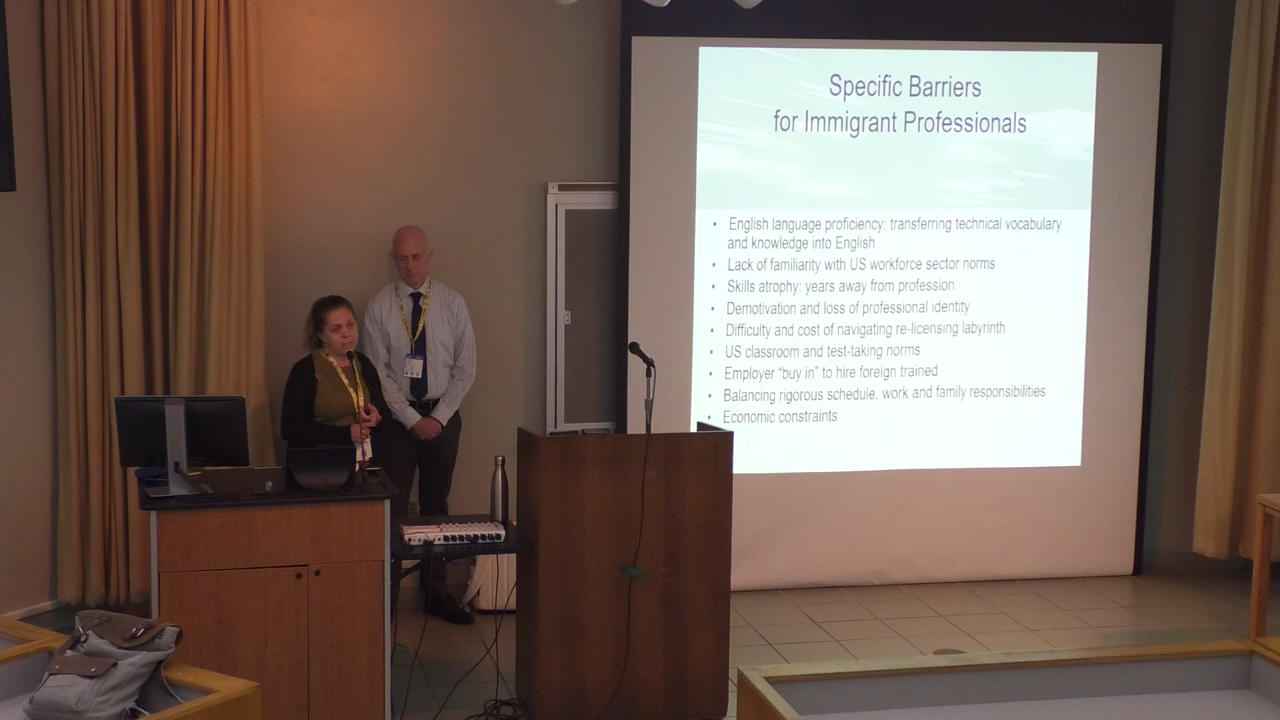 Specific Barriers
for Immigrant Professionals
• English language proficiency: transferring technical vocabulary
and knowledge into English
• Lack of familiarity with US workforce sector norms
• Skills atrophy: years away from profession
• Demotivation and loss of professional identity
• Difficulty and cost of navigating re-licensing labyrinth
• US classroom and test-taking norms
• Employer “buy in” to hire foreign trained
• Balancing rigorous schedule, work and family responsibilities
• Economic constraints